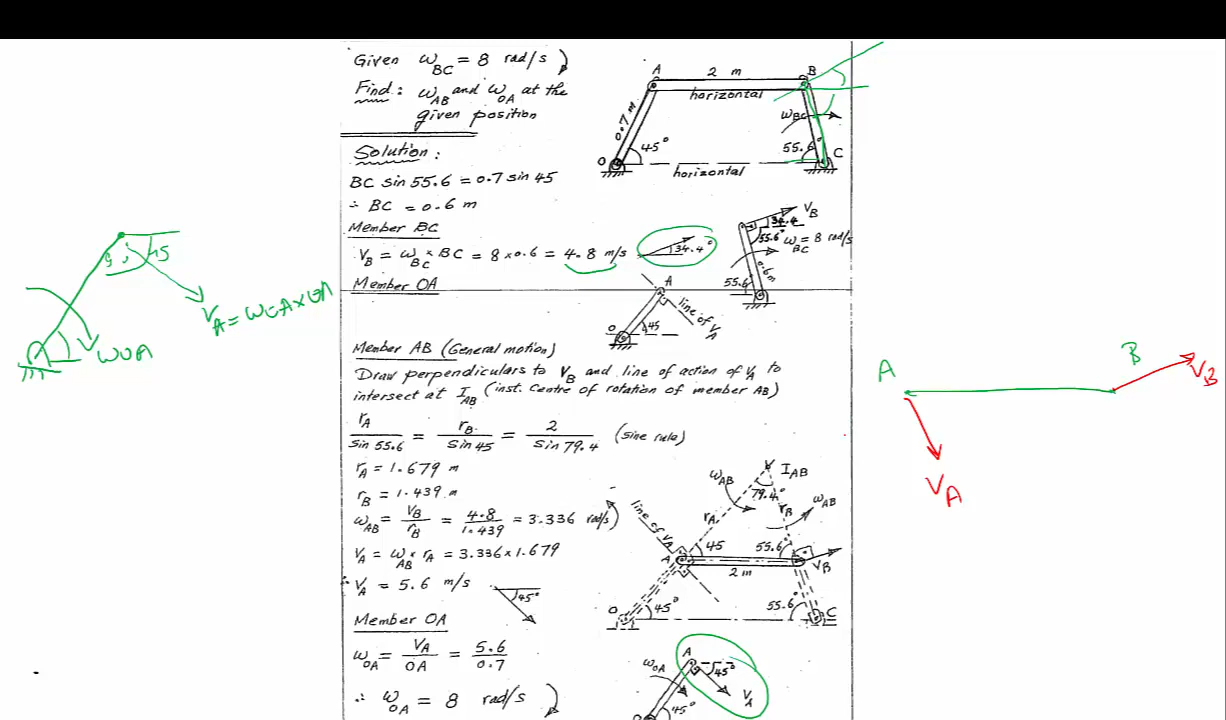 Given ω_BC = 8 rad/s
Find: ω_AB and ω_OA at the
given position
Solution:
BC sin 55.6 = 0.7 sin 45
∴ BC = 0.6 m
Member BC
V_B = ω_BC × BC = 8 × 0.6 = 4.8 m/s
34.4°
Member OA
Member AB (General motion)
Draw perpendiculars to V_B and line of action of V_A to
intersect at I_AB (inst. centre of rotation of member AB)
r_A / sin 55.6 = r_B / sin 45 = 2 / sin 79.4 (sine rule)
r_A = 1.679 m
r_B = 1.439 m
ω_AB = V_B / r_B = 4.8 / 1.439 = 3.336 rad/s
V_A = ω_AB × r_A = 3.336 × 1.679
∴ V_A = 5.6 m/s
45°
Member OA
ω_OA = V_A / OA = 5.6 / 0.7
∴ ω_OA = 8 rad/s
A 2 m B
horizontal
0.7 m
ω_BC
O 45° 55.6° C
horizontal
V_B
34.4
55.6°
ω_BC = 8 rad/s
0.6m
55.6°
A
line of V_A
O 45
I_AB
ω_AB
79.4°
ω_AB
r_A
r_B
line of V_A
A 45 55.6°
2 m
V_B
O 45° 55.6° C
A
45°
ω_OA
V_A
45°
45
V_A = ωOA × OA
ωOA
A B
V_B
V_A